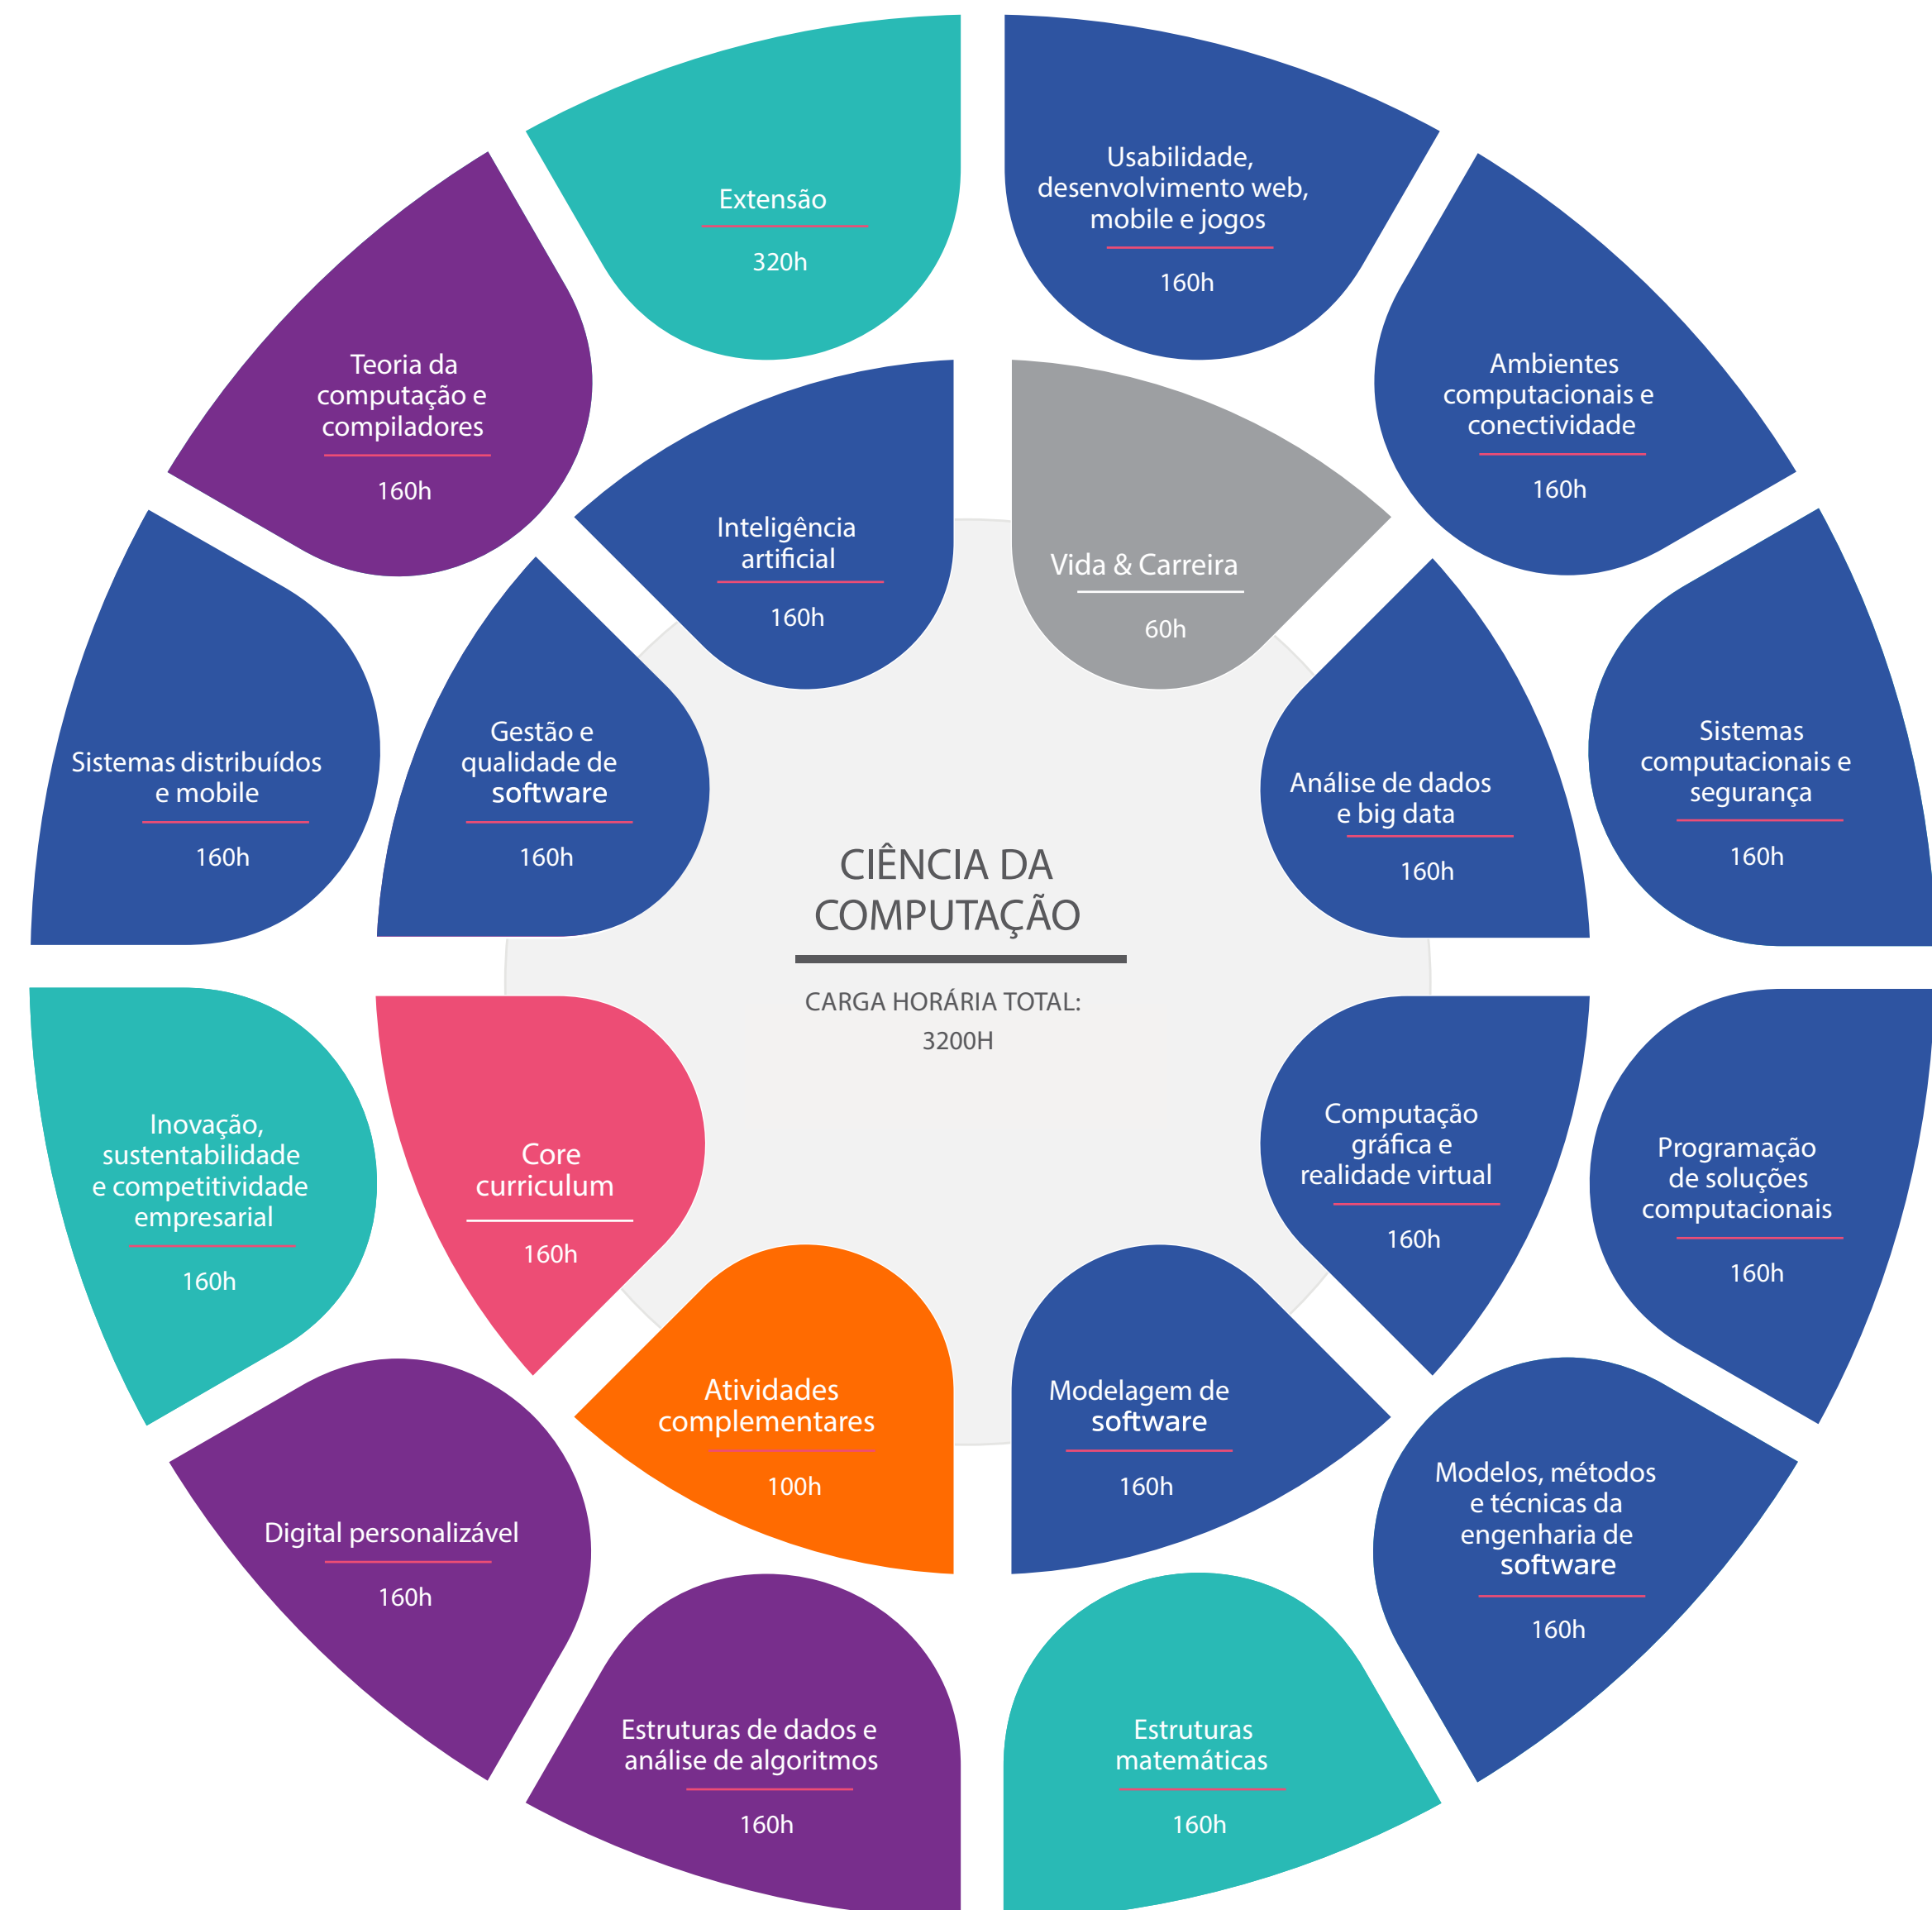 Extensão
320h
Usabilidade,
desenvolvimento web,
mobile e jogos
160h
Ambientes
computacionais e
conectividade
160h
Sistemas
computacionais e
segurança
160h
Programação
de soluções
computacionais
160h
Modelos, métodos
e técnicas da
engenharia de
software
160h
Estruturas
matemáticas
160h
Estruturas de dados e
análise de algoritmos
160h
Digital personalizável
160h
Inovação,
sustentabilidade
e competitividade
empresarial
160h
Sistemas distribuídos
e mobile
160h
Teoria da
computação e
compiladores
160h
Inteligência
artificial
160h
Vida & Carreira
60h
Análise de dados
e big data
160h
Computação
gráfica e
realidade virtual
160h
Modelagem de
software
160h
Atividades
complementares
100h
Core
curriculum
160h
Gestão e
qualidade de
software
160h
CIÊNCIA DA
COMPUTAÇÃO
CARGA HORÁRIA TOTAL:
3200H